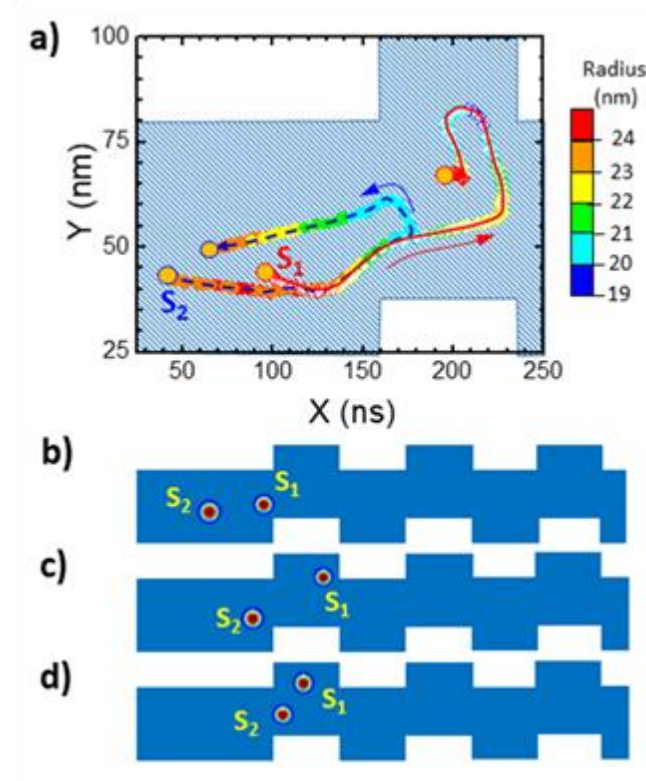 a)
100
75
50
25
Y (nm)
S1
S2
50 100 150 200 250
X (ns)
Radius
(nm)
24
23
22
21
20
19
b)
S2 S1
c)
S2 S1
d)
S2 S1